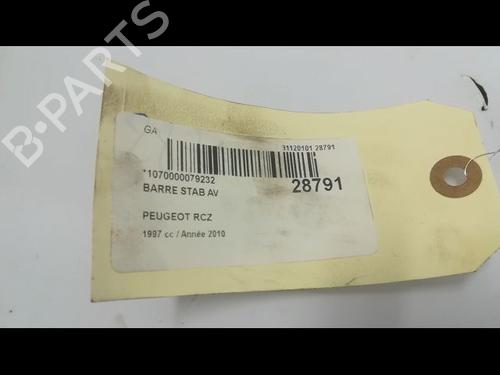 B-PARTS
GA
31120101 28791
*1070000079232
28791
BARRE STAB AV
PEUGEOT RCZ
1997 cc / Année 2010